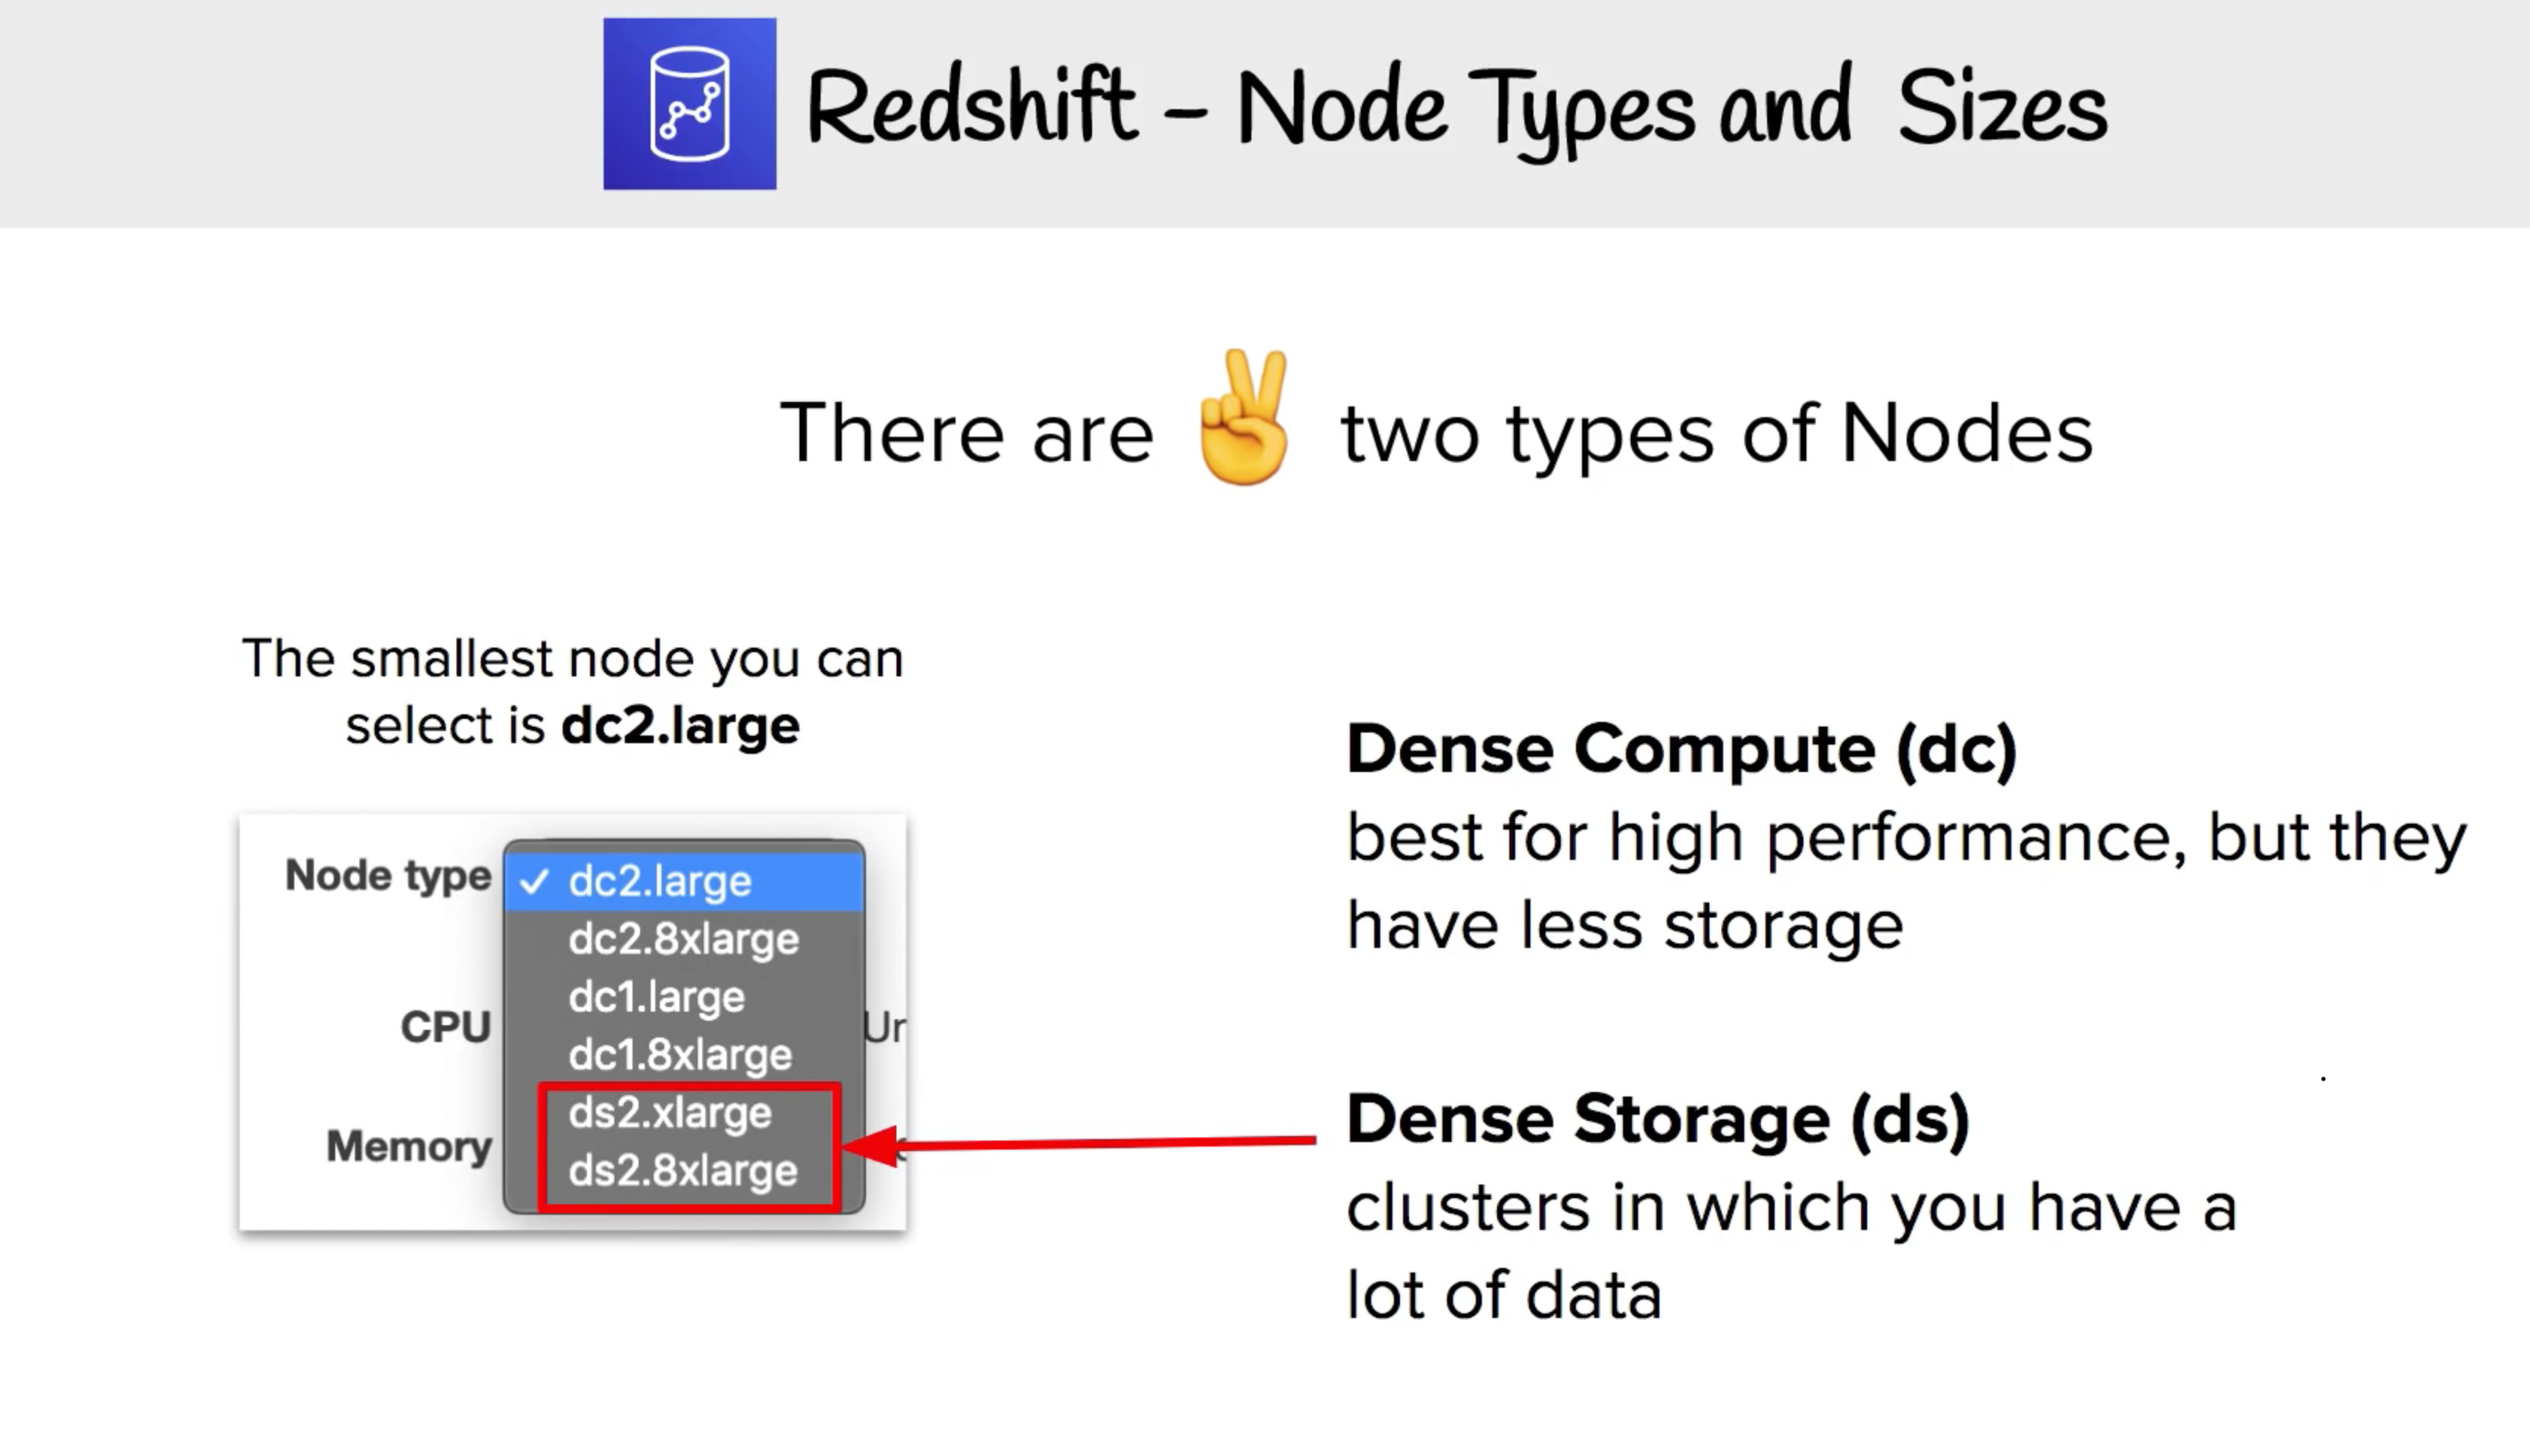 Redshift - Node Types and Sizes
There are ✌️ two types of Nodes
The smallest node you can
select is dc2.large
Node type
✓ dc2.large
dc2.8xlarge
dc1.large
dc1.8xlarge
ds2.xlarge
ds2.8xlarge
CPU
Memory
Dense Compute (dc)
best for high performance, but they
have less storage
Dense Storage (ds)
clusters in which you have a
lot of data